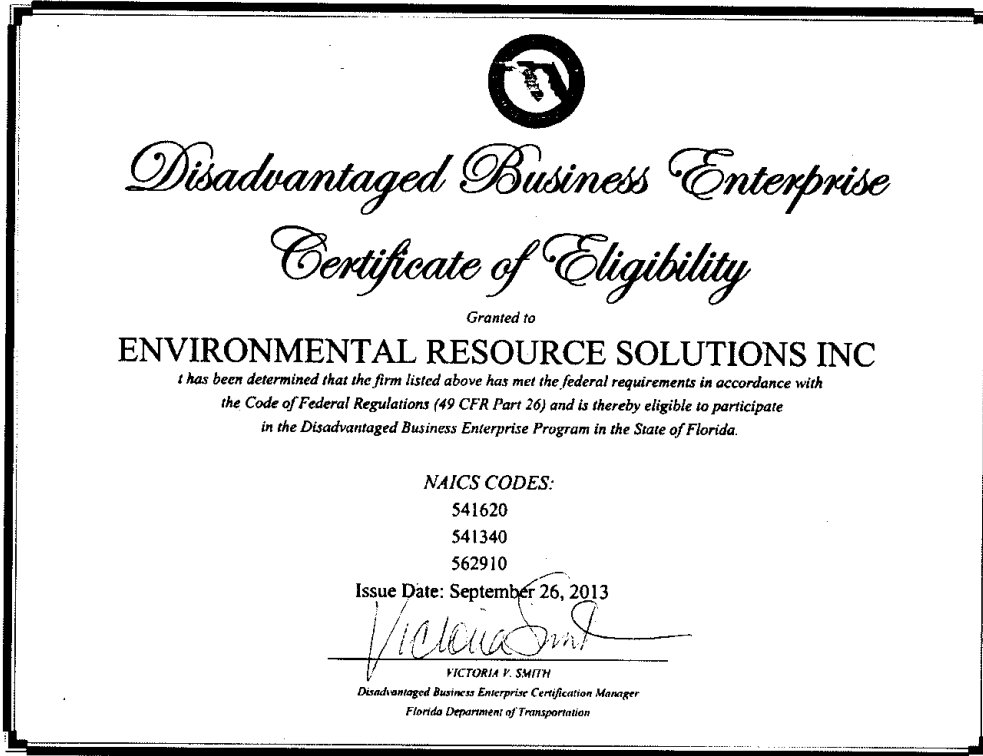 Disadvantaged Business Enterprise
Certificate of Eligibility
Granted to
ENVIRONMENTAL RESOURCE SOLUTIONS INC
t has been determined that the firm listed above has met the federal requirements in accordance with
the Code of Federal Regulations (49 CFR Part 26) and is thereby eligible to participate
in the Disadvantaged Business Enterprise Program in the State of Florida.
NAICS CODES:
541620
541340
562910
Issue Date: September 26, 2013
Victoria Smith
VICTORIA V. SMITH
Disadvantaged Business Enterprise Certification Manager
Florida Department of Transportation